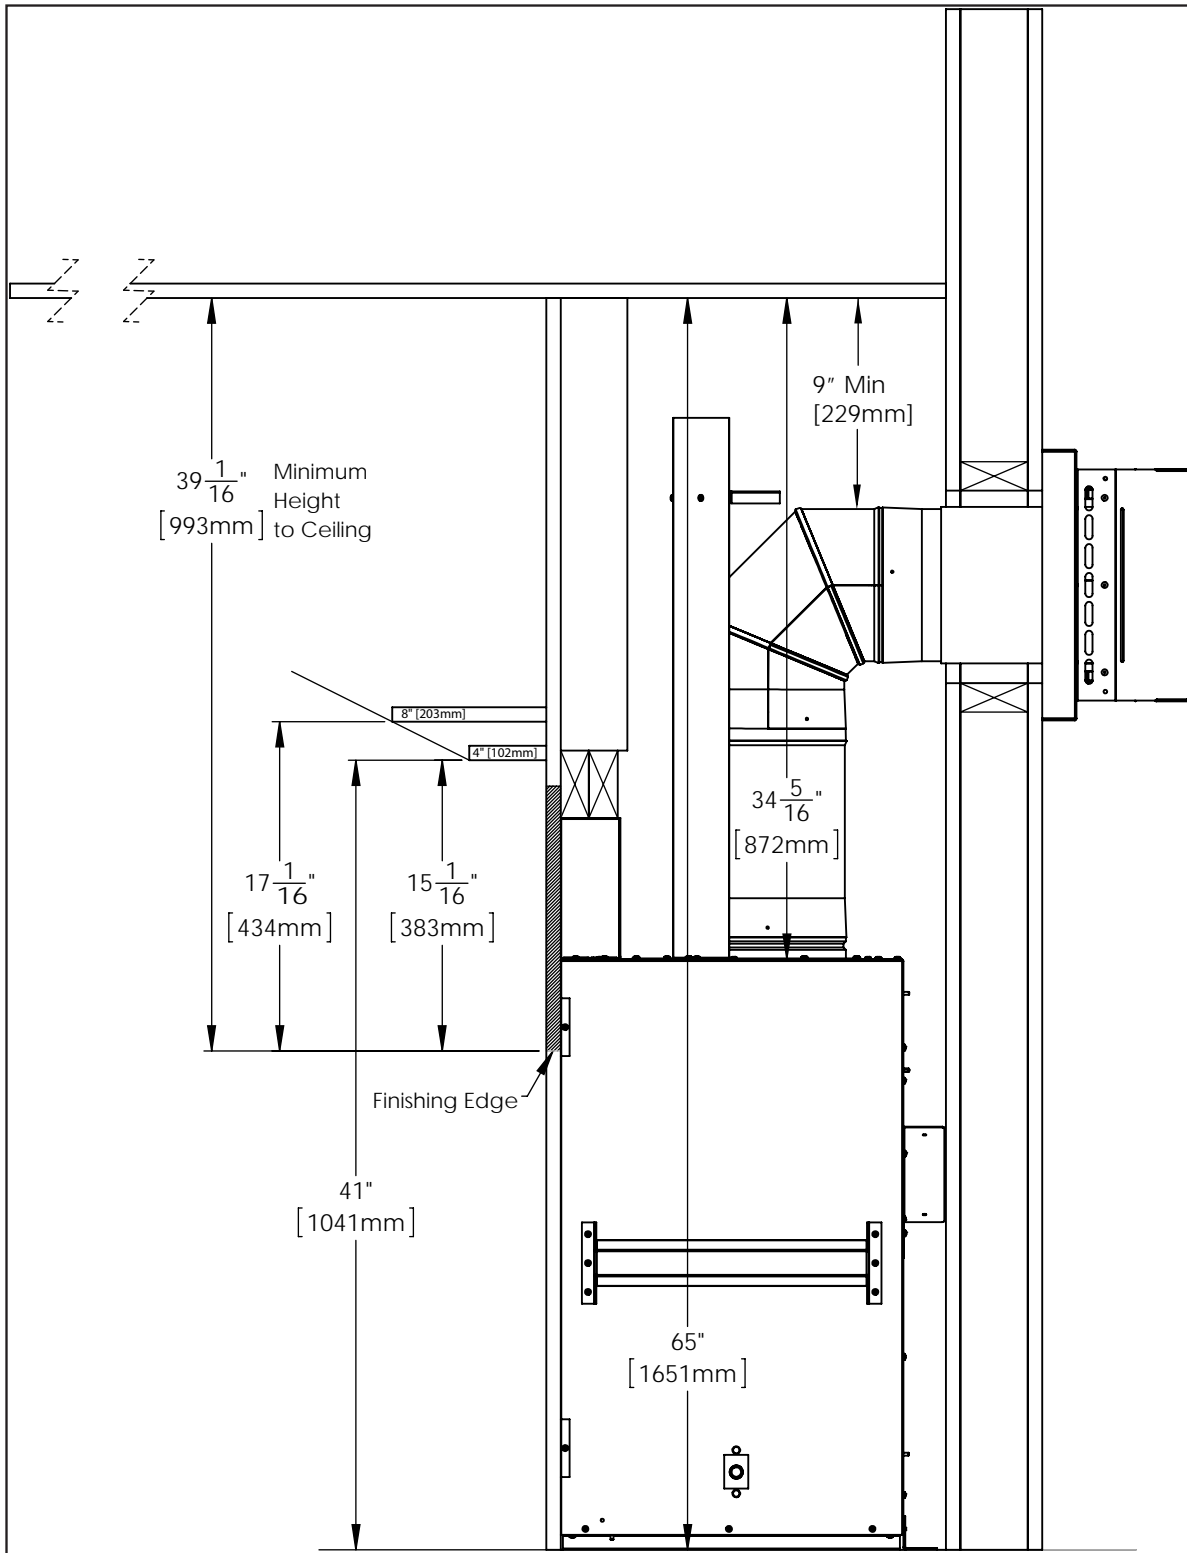 9" Min
[229mm]
39 1/16"
[993mm]
Minimum
Height
to Ceiling
8" [203mm]
4" [102mm]
34 5/16"
[872mm]
17 1/16"
[434mm]
15 1/16"
[383mm]
Finishing Edge
41"
[1041mm]
65"
[1651mm]